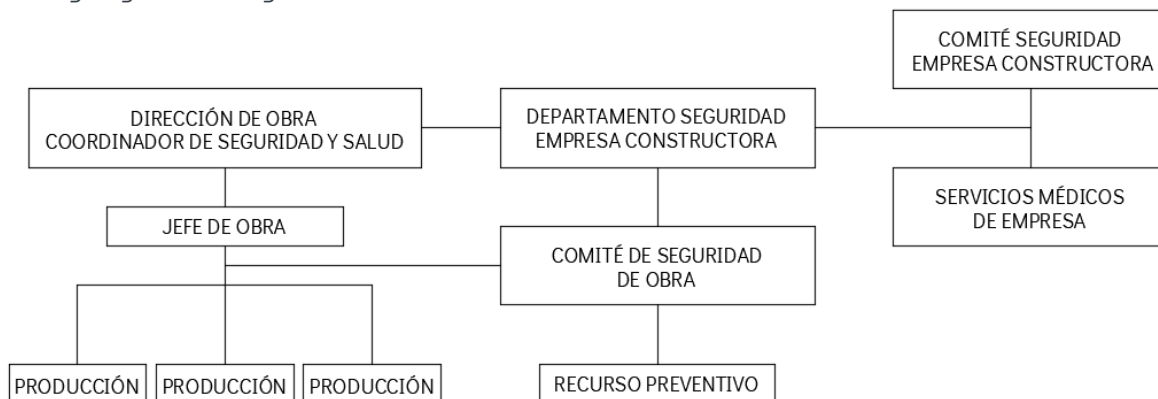 COMITÉ SEGURIDAD
EMPRESA CONSTRUCTORA
DIRECCIÓN DE OBRA
COORDINADOR DE SEGURIDAD Y SALUD
DEPARTAMENTO SEGURIDAD
EMPRESA CONSTRUCTORA
SERVICIOS MÉDICOS
DE EMPRESA
JEFE DE OBRA
COMITÉ DE SEGURIDAD
DE OBRA
PRODUCCIÓN
PRODUCCIÓN
PRODUCCIÓN
RECURSO PREVENTIVO